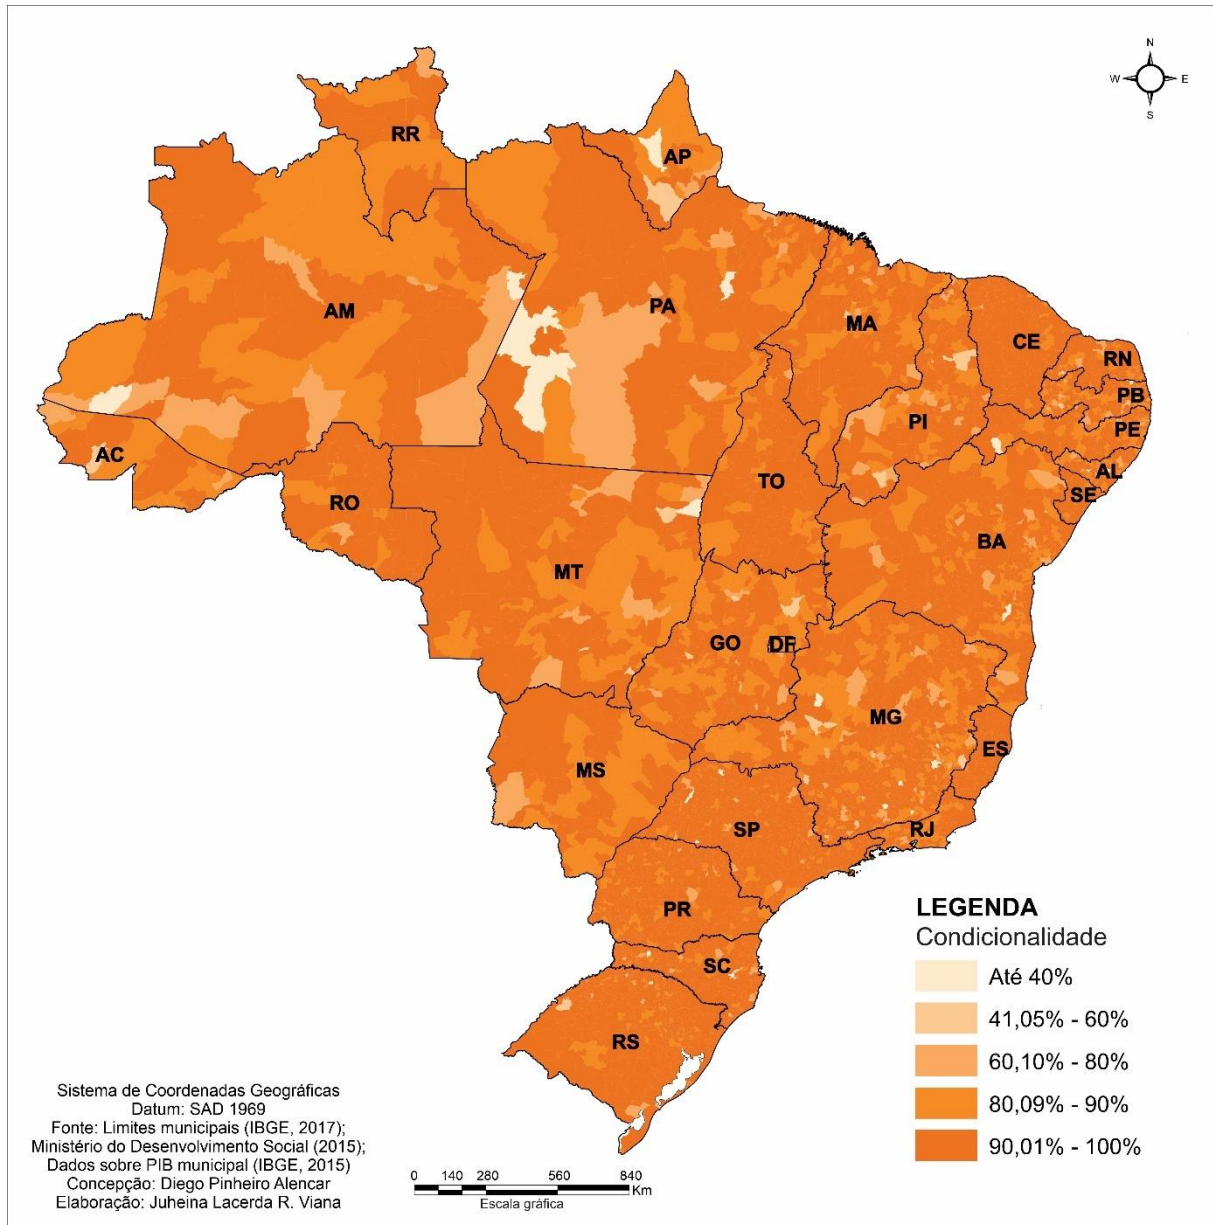 N
W E
S
RR
AP
AM
PA
MA
CE
RN
PB
PE
PI
AC
AL
SE
TO
RO
BA
MT
GO
DF
MG
ES
MS
SP
RJ
PR
SC
RS
LEGENDA
Condicionalidade
Até 40%
41,05% - 60%
60,10% - 80%
80,09% - 90%
90,01% - 100%
Sistema de Coordenadas Geográficas
Datum: SAD 1969
Fonte: Limites municipais (IBGE, 2017);
Ministério do Desenvolvimento Social (2015);
Dados sobre PIB municipal (IBGE, 2015)
Concepção: Diego Pinheiro Alencar
Elaboração: Juheina Lacerda R. Viana
0 140 280 560 840
Km
Escala gráfica